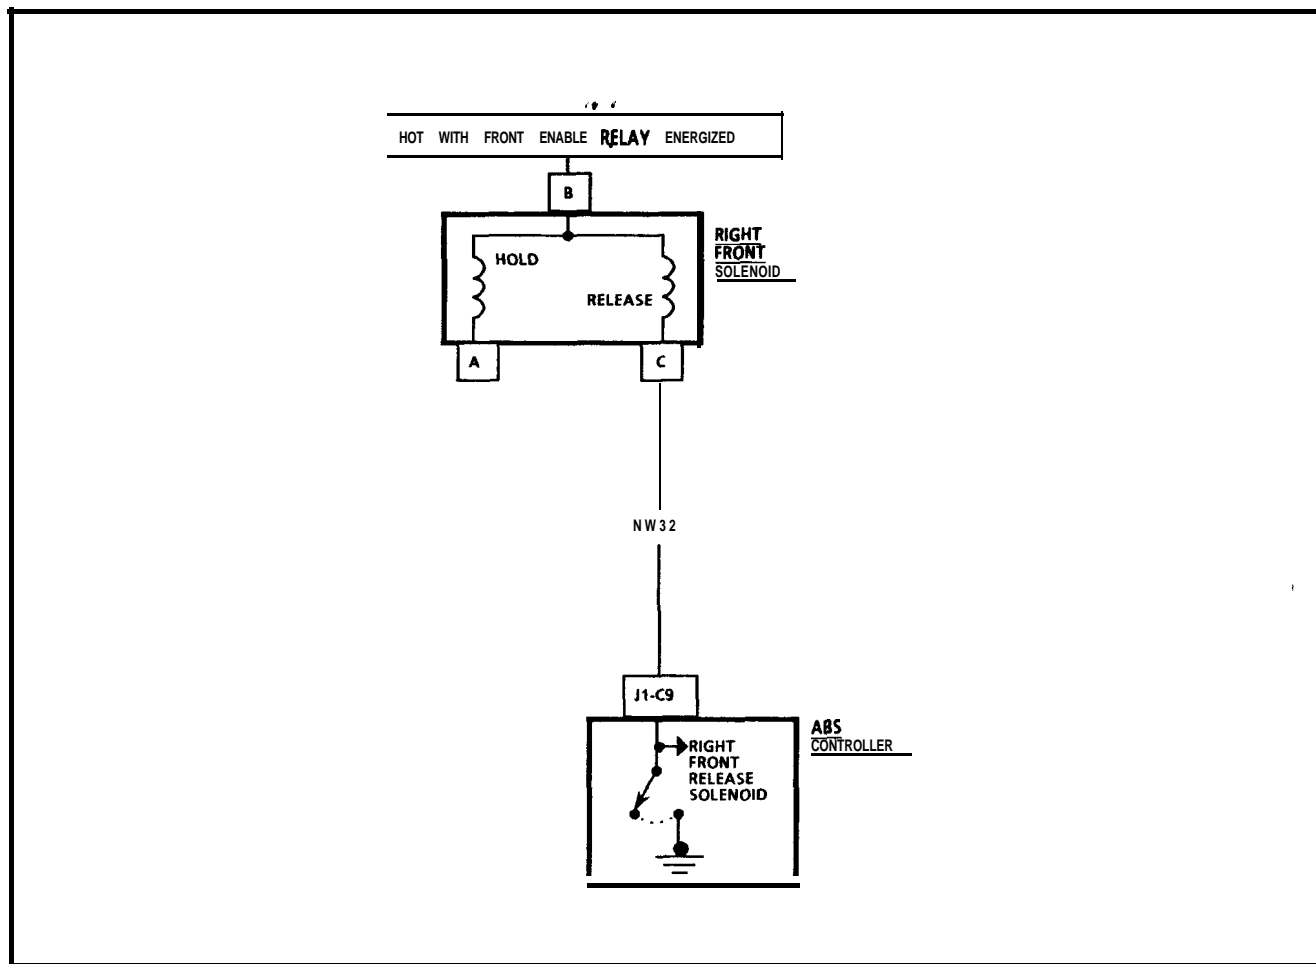 HOT WITH FRONT ENABLE RELAY ENERGIZED
B
HOLD
RELEASE
RIGHT
FRONT
SOLENOID
A
C
NW32
J1-C9
ABS
CONTROLLER
RIGHT
FRONT
RELEASE
SOLENOID